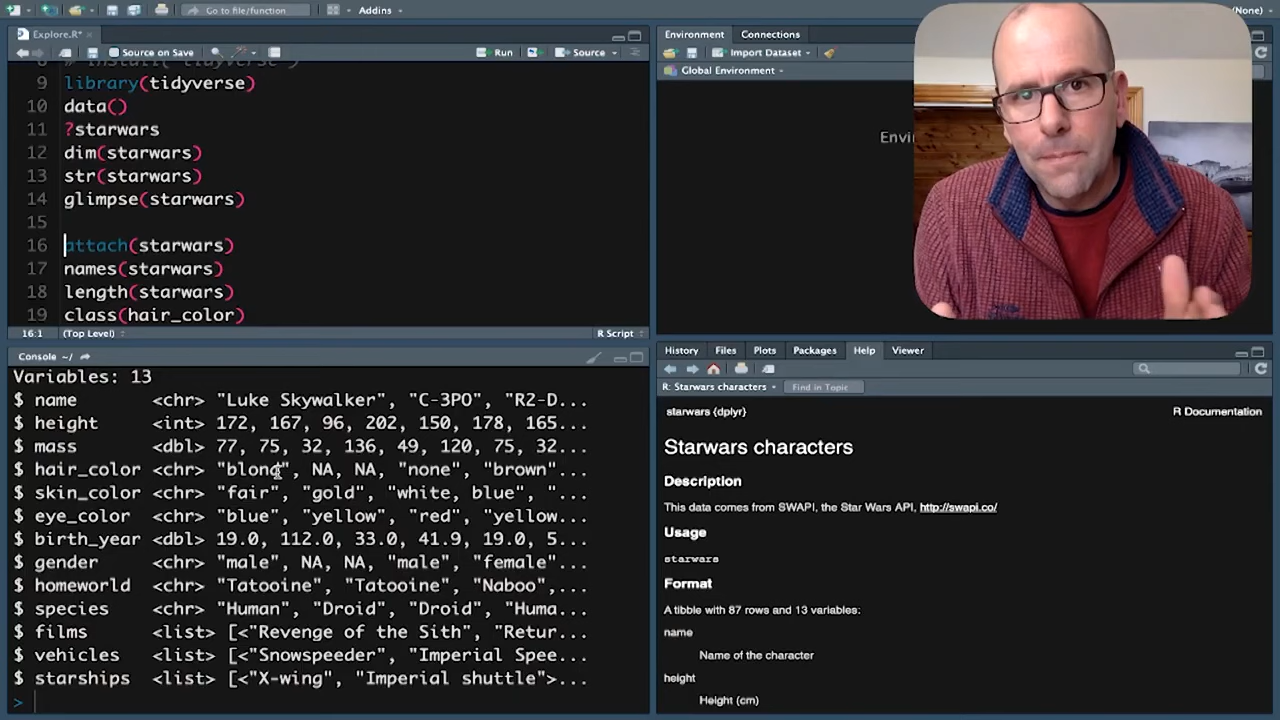 Go to file/function
Addins
(None)
Explore.R*
Source on Save
Run
Source
# install("tidyverse")
9 library(tidyverse)
10 data()
11 ?starwars
12 dim(starwars)
13 str(starwars)
14 glimpse(starwars)
15
16 attach(starwars)
17 names(starwars)
18 length(starwars)
19 class(hair_color)
16:1 (Top Level)
R Script
Console ~/
Variables: 13
$ name <chr> "Luke Skywalker", "C-3PO", "R2-D...
$ height <int> 172, 167, 96, 202, 150, 178, 165...
$ mass <dbl> 77, 75, 32, 136, 49, 120, 75, 32...
$ hair_color <chr> "blond", NA, NA, "none", "brown"...
$ skin_color <chr> "fair", "gold", "white, blue", "...
$ eye_color <chr> "blue", "yellow", "red", "yellow...
$ birth_year <dbl> 19.0, 112.0, 33.0, 41.9, 19.0, 5...
$ gender <chr> "male", NA, NA, "male", "female"...
$ homeworld <chr> "Tatooine", "Tatooine", "Naboo",...
$ species <chr> "Human", "Droid", "Droid", "Huma...
$ films <list> [<"Revenge of the Sith", "Retur...
$ vehicles <list> [<"Snowspeeder", "Imperial Spee...
$ starships <list> [<"X-wing", "Imperial shuttle">...
>
Environment Connections
Import Dataset
Global Environment
History Files Plots Packages Help Viewer
R: Starwars characters
Find in Topic
starwars {dplyr}
R Documentation
Starwars characters
Description
This data comes from SWAPI, the Star Wars API, http://swapi.co/
Usage
starwars
Format
A tibble with 87 rows and 13 variables:
name
Name of the character
height
Height (cm)